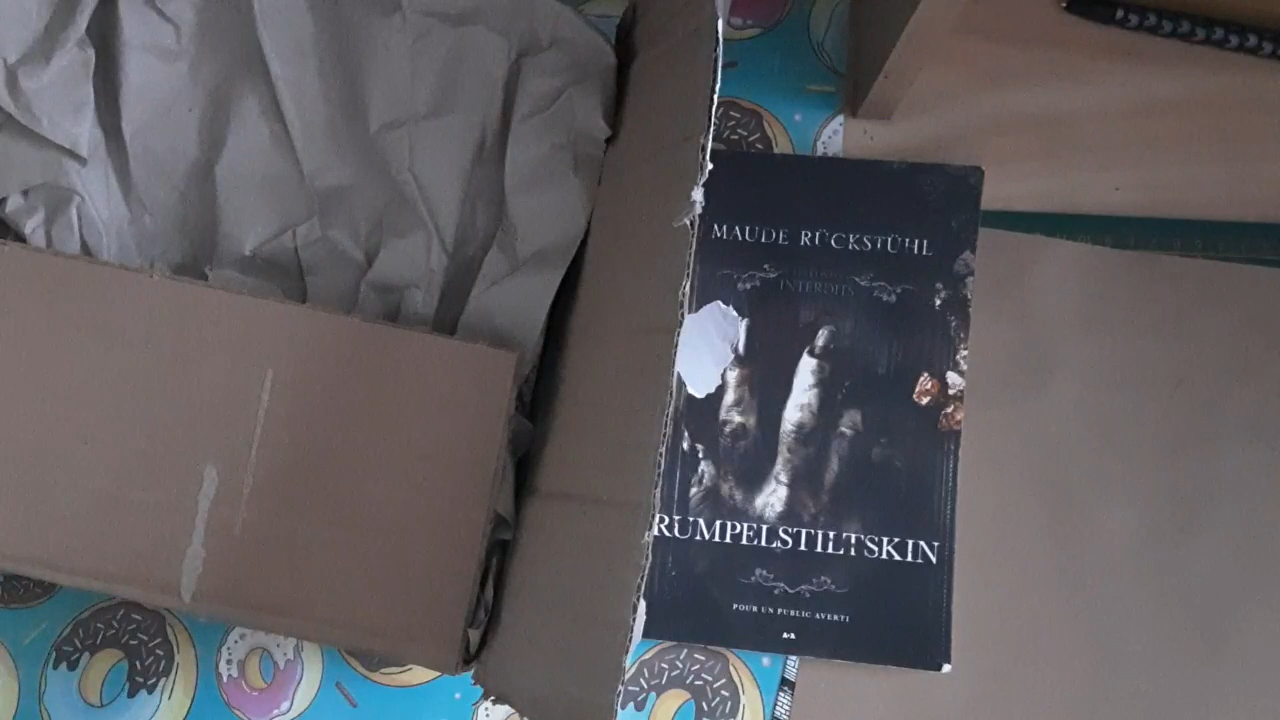 MAUDE RÜCKSTÜHL
INTERDITS
RUMPELSTILTSKIN
POUR UN PUBLIC AVERTI